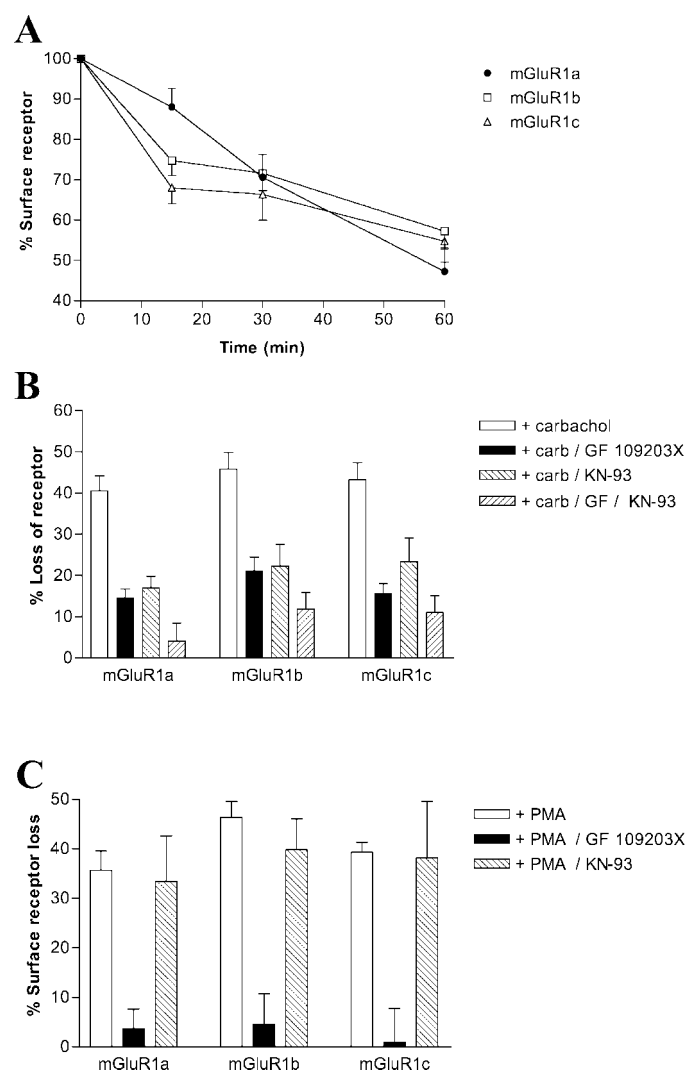 A
100
90
80
70
60
50
40
% Surface receptor
0 10 20 30 40 50 60
Time (min)
mGluR1a
mGluR1b
mGluR1c
B
60
50
40
30
20
10
0
% Loss of receptor
mGluR1a mGluR1b mGluR1c
+ carbachol
+ carb / GF 109203X
+ carb / KN-93
+ carb / GF / KN-93
C
50
40
30
20
10
0
% Surface receptor loss
mGluR1a mGluR1b mGluR1c
+ PMA
+ PMA / GF 109203X
+ PMA / KN-93